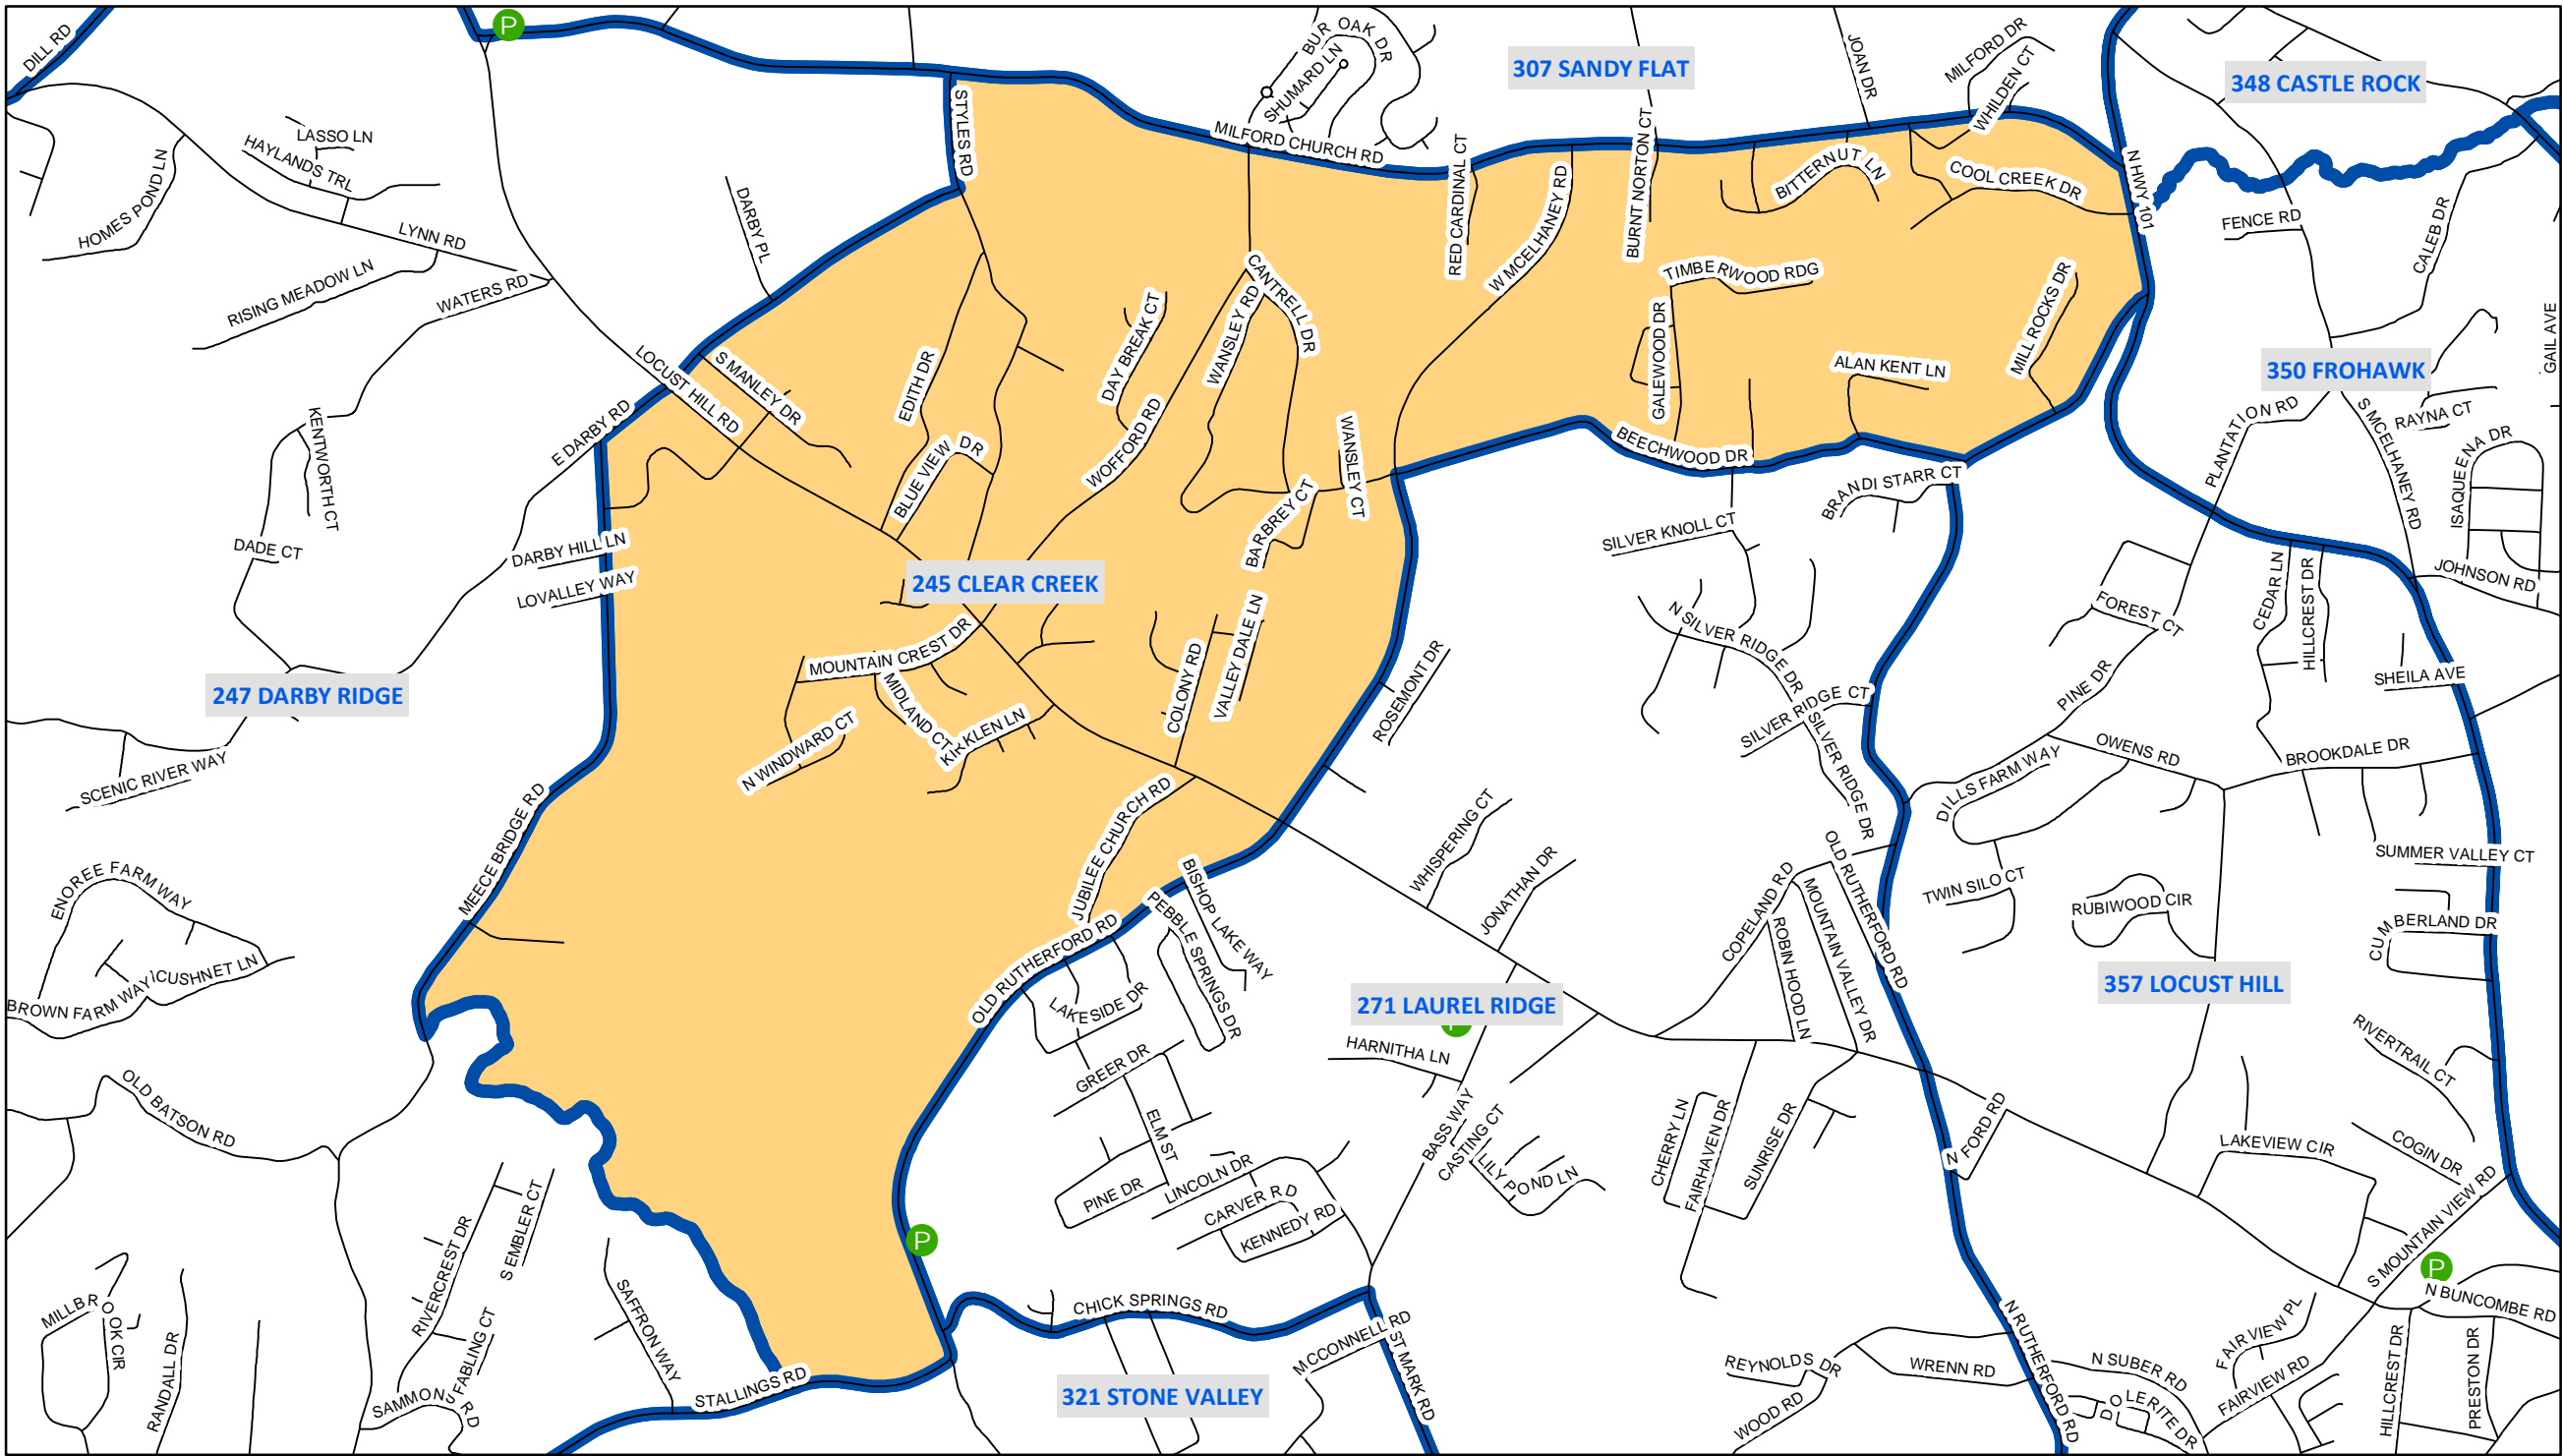 DILL RD
P
BUR OAK DR
SHUMARD LN
307 SANDY FLAT
JOAN DR
MILFORD DR
WHILDEN CT
348 CASTLE ROCK
LASSO LN
HAYLANDS TRL
HOMES POND LN
STYLES RD
MILFORD CHURCH RD
RED CARDINAL CT
W MCELHANEY RD
BURNT NORTON CT
BITTERNUT LN
COOL CREEK DR
N HWY 101
FENCE RD
CALEB DR
LYNN RD
DARBY PL
RISING MEADOW LN
WATERS RD
CANTRELL DR
WANSLEY RD
DAY BREAK CT
TIMBERWOOD RDG
GALEWOOD DR
MILL ROCKS DR
ALAN KENT LN
GAIL AVE
350 FROHAWK
LOCUST HILL RD
S MANLEY DR
EDITH DR
WOFFORD RD
E DARBY RD
KENTWORTH CT
BLUE VIEW DR
WANSLEY CT
BEECHWOOD DR
BRANDI STARR CT
PLANTATION RD
S MCELHANEY RD
RAYNA CT
ISAQUEENA DR
BARBREY CT
DADE CT
DARBY HILL LN
LOVALLEY WAY
SILVER KNOLL CT
245 CLEAR CREEK
N SILVER RIDGE DR
FOREST CT
CEDAR LN
HILLCREST DR
JOHNSON RD
MOUNTAIN CREST DR
VALLEY DALE LN
COLONY RD
ROSEMONT DR
247 DARBY RIDGE
MIDLAND CT
N WINDWARD CT
KIRKLEN LN
SILVER RIDGE CT
SILVER RIDGE DR
PINE DR
SHEILA AVE
OWENS RD
BROOKDALE DR
SCENIC RIVER WAY
DILLS FARM WAY
MEECE BRIDGE RD
JUBILEE CHURCH RD
WHISPERING CT
JONATHAN DR
COPELAND RD
OLD RUTHERFORD RD
SUMMER VALLEY CT
ENOREE FARM WAY
BISHOP LAKE WAY
PEBBLE SPRINGS DR
OLD RUTHERFORD RD
ROBIN HOOD LN
MOUNTAIN VALLEY DR
TWIN SILO CT
RUBIWOOD CIR
CUMBERLAND DR
BROWN FARM WAY
ICUSHNET LN
LAKESIDE DR
271 LAUREL RIDGE
P
357 LOCUST HILL
GREER DR
HARNITHA LN
RIVERTRAIL CT
OLD BATSON RD
ELM ST
BASS WAY
CASTING CT
LILY POND LN
CHERRY LN
FAIRHAVEN DR
SUNRISE DR
N FORD RD
LAKEVIEW CIR
COGIN DR
S MOUNTAIN VIEW RD
PINE DR
LINCOLN DR
CARVER RD
KENNEDY RD
RIVERCREST DR
S EMBLER CT
P
P
SAFFRON WAY
MILLBROOK CIR
RANDALL DR
FABLING CT
SAMMONS RD
CHICK SPRINGS RD
MCCONNELL RD
ST MARK RD
N BUNCOMBE RD
N RUTHERFORD RD
FAIRVIEW PL
REYNOLDS DR
WRENN RD
N SUBER RD
FAIRVIEW RD
HILLCREST DR
PRESTON DR
STALLINGS RD
321 STONE VALLEY
WOOD RD
DOLERITE DR